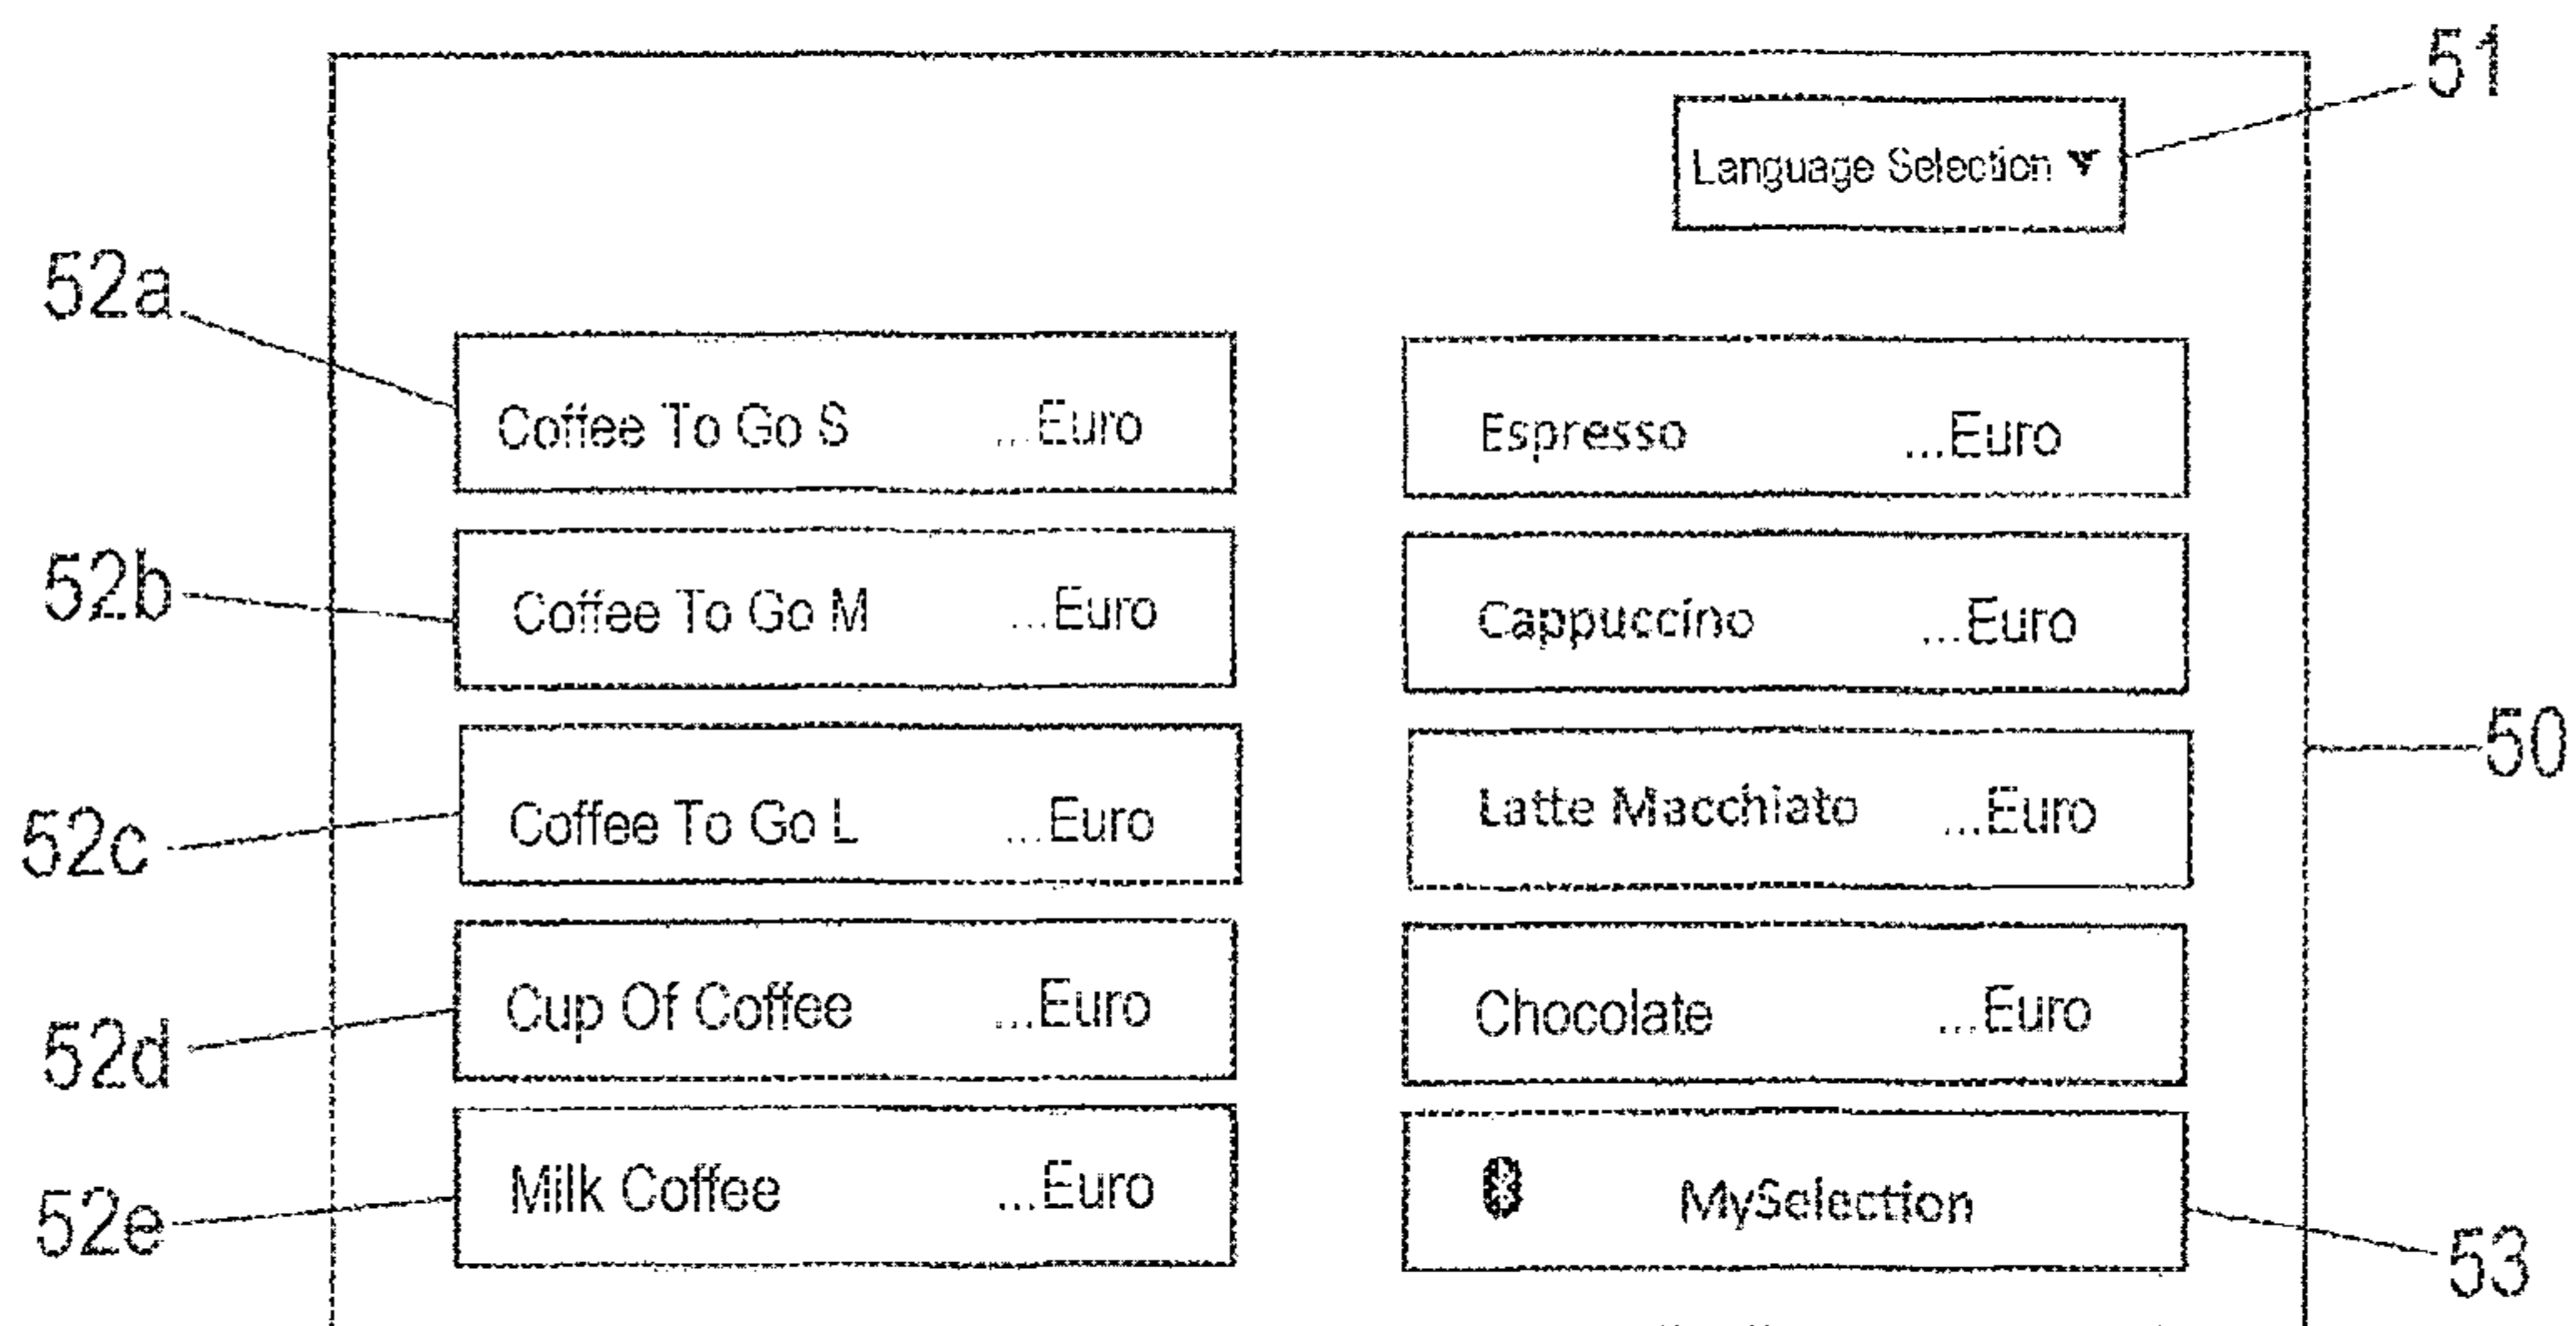 51
Language Selection
52a
Coffee To Go S ...Euro
Espresso ...Euro
52b
Coffee To Go M ...Euro
Cappuccino ...Euro
50
52c
Coffee To Go L ...Euro
Latte Macchiato ...Euro
52d
Cup Of Coffee ...Euro
Chocolate ...Euro
52e
Milk Coffee ...Euro
MySelection
53